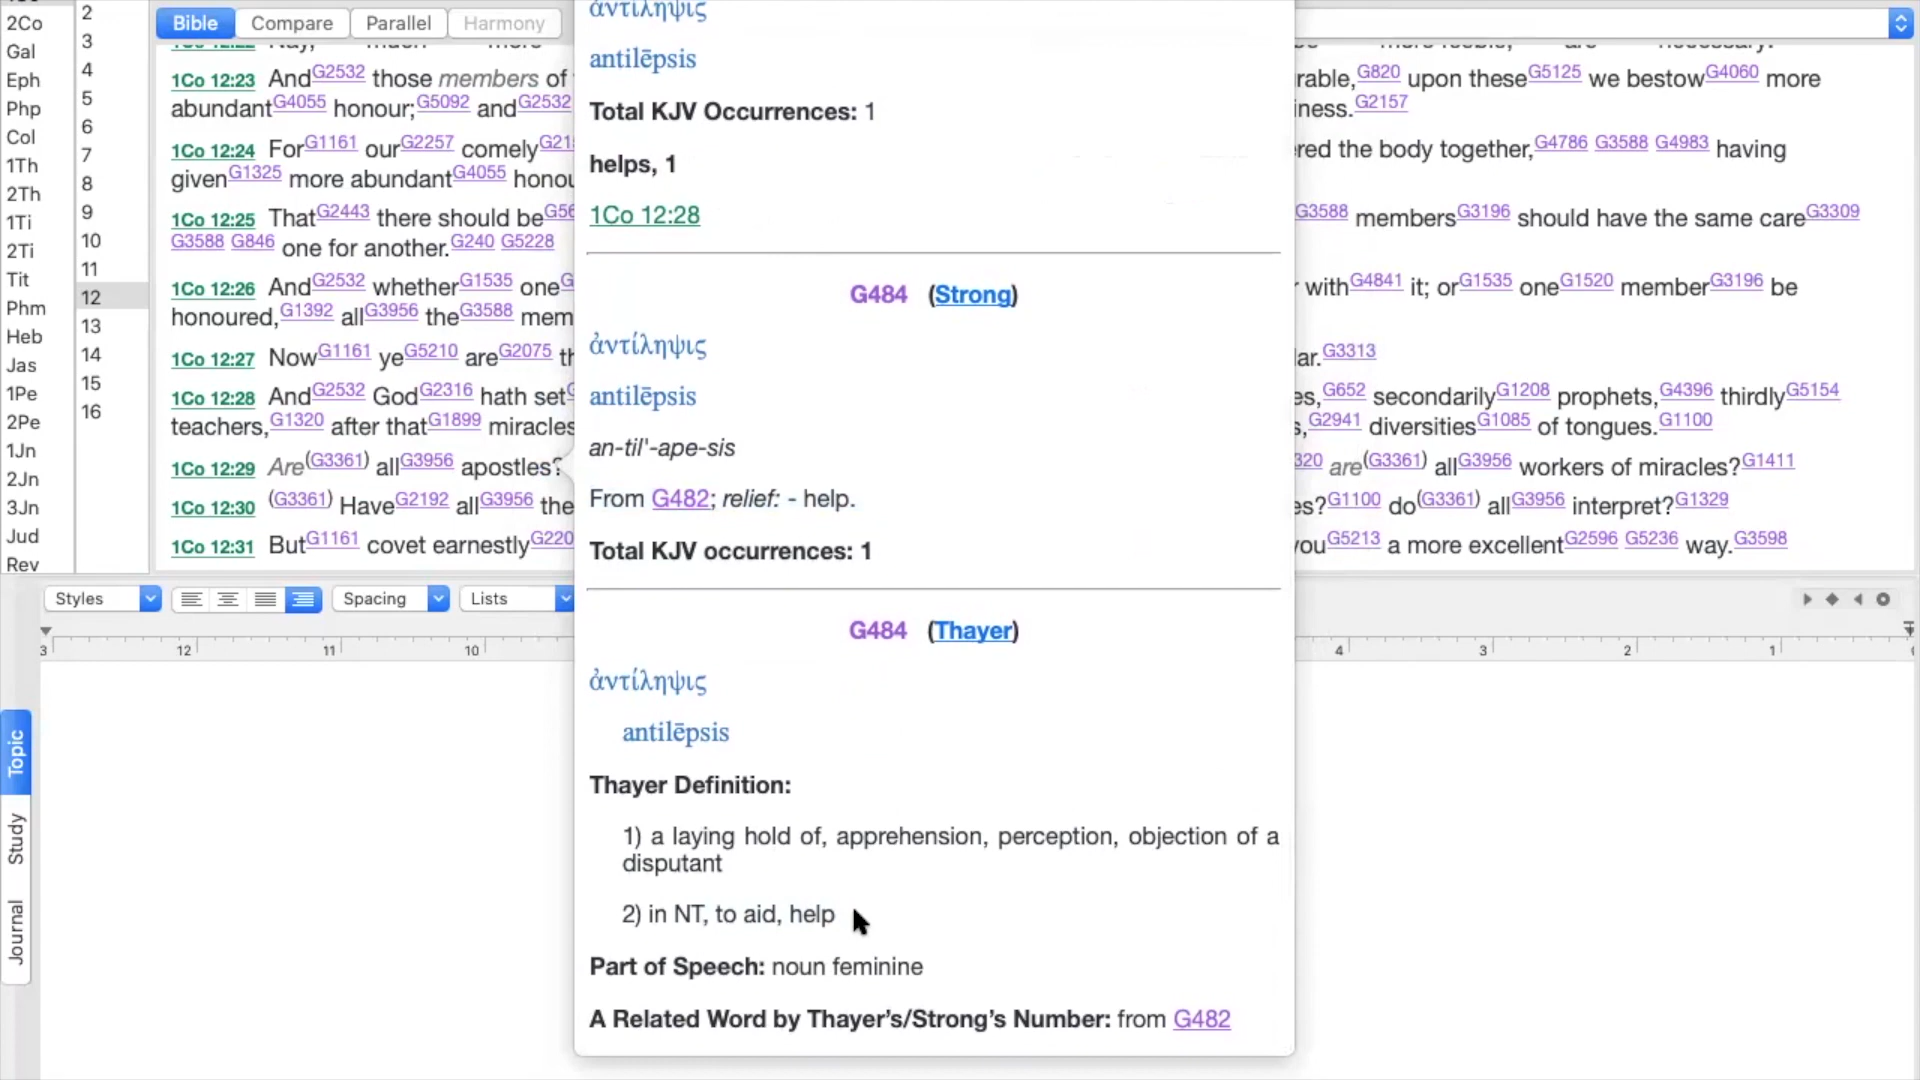 2Co
Gal
Eph
Php
Col
1Th
2Th
1Ti
2Ti
Tit
Phm
Heb
Jas
1Pe
2Pe
1Jn
2Jn
3Jn
Jud
Rev
2
3
4
5
6
7
8
9
10
11
12
13
14
15
16
Bible Compare Parallel Harmony
1Co 12:23 AndG2532 those members of
abundantG4055 honour;G5092 andG2532
1Co 12:24 ForG1161 ourG2257 comely
givenG1325 more abundantG4055
1Co 12:25 ThatG2443 there should be
G3588 G846 one for another.G240 G5228
1Co 12:26 AndG2532 whetherG1535 one
honoured,G1392 allG3956 theG3588
1Co 12:27 NowG1161 yeG5210 areG2075
1Co 12:28 AndG2532 GodG2316 hath set
teachers,G1320 after thatG1899 miracles
1Co 12:29 Are(G3361) allG3956 apostles?
1Co 12:30 (G3361) HaveG2192 allG3956 the
1Co 12:31 ButG1161 covet earnestly
ἀντίληψις
antilēpsis
Total KJV Occurrences: 1
helps, 1
1Co 12:28
G484 (Strong)
ἀντίληψις
antilēpsis
an-til'-ape-sis
From G482; relief: - help.
Total KJV occurrences: 1
G484 (Thayer)
ἀντίληψις
antilēpsis
Thayer Definition:
1) a laying hold of, apprehension, perception, objection of a
disputant
2) in NT, to aid, help
Part of Speech: noun feminine
A Related Word by Thayer’s/Strong’s Number: from G482
G820 upon theseG5125 we bestowG4060 more
G2157
the body together,G4786 G3588 G4983 having
G3588 membersG3196 should have the same careG3309
withG4841 it; orG1535 oneG1520 memberG3196 be
G3313
G652 secondarilyG1208 prophets,G4396 thirdlyG5154
G2941 diversitiesG1085 of tongues.G1100
are(G3361) allG3956 workers of miracles?G1411
G1100 do(G3361) allG3956 interpret?G1329
youG5213 a more excellentG2596 G5236 way.G3598
Styles Spacing Lists
3 12 11 10 4 3 2 1
Topic
Study
Journal